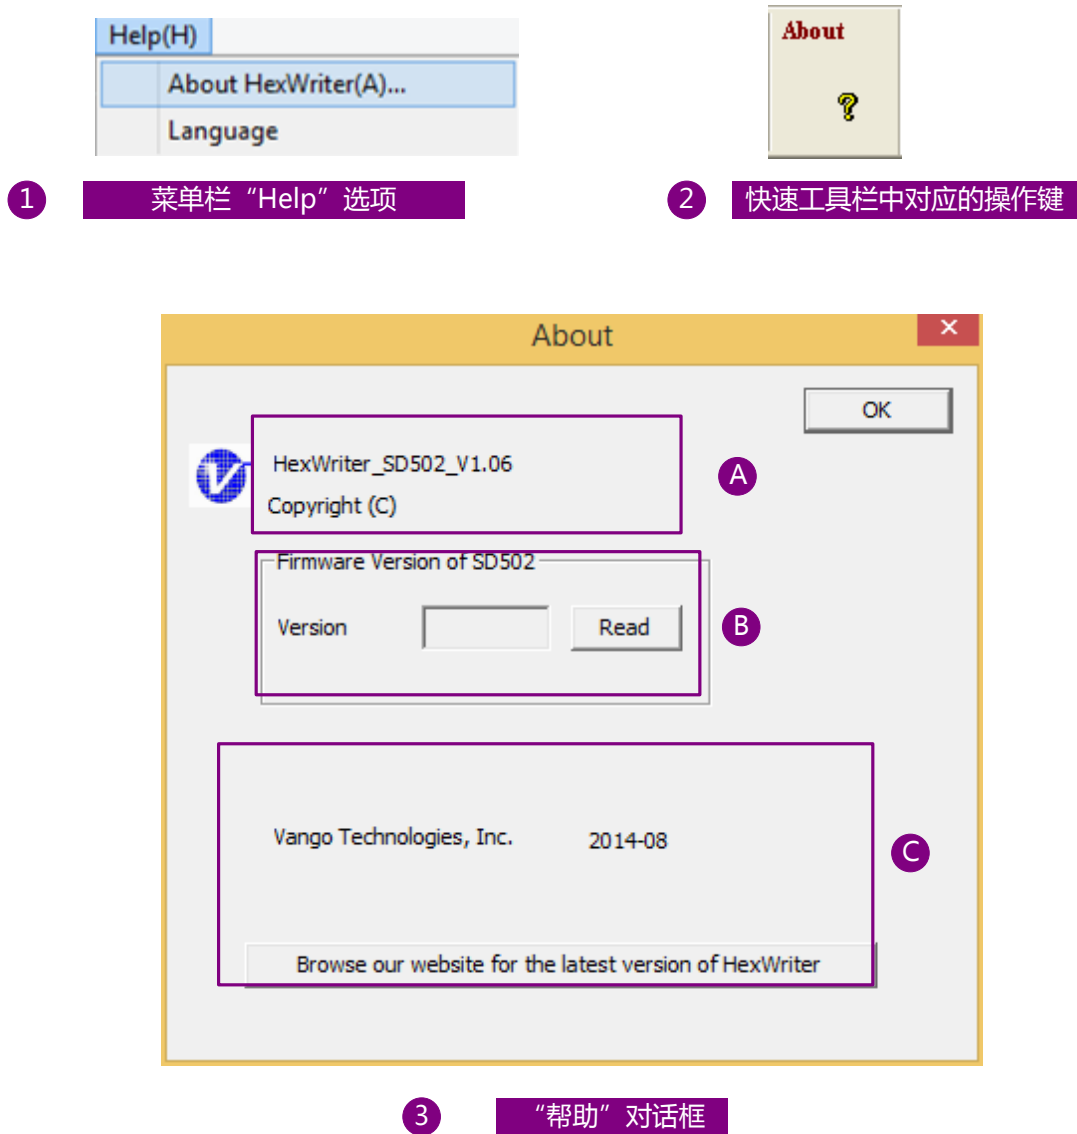 Help(H)
About HexWriter(A)...
Language
About
?
1 菜单栏“Help”选项
2 快速工具栏中对应的操作键
About
OK
HexWriter_SD502_V1.06
Copyright (C)
A
Firmware Version of SD502
Version
Read
B
Vango Technologies, Inc. 2014-08
C
Browse our website for the latest version of HexWriter
3 “帮助”对话框